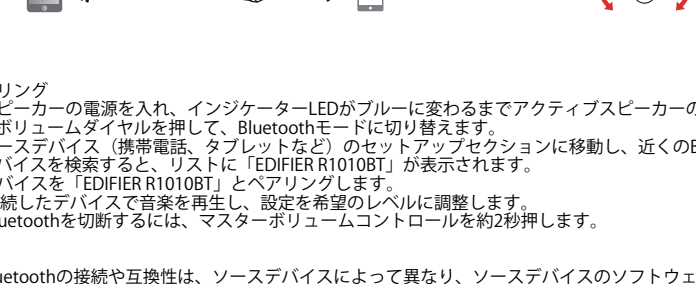 リング
ピーカーの電源を入れ、インジケーターLEDがブルーに変わるまでアクティブスピーカーの
ボリュームダイヤルを押して、Bluetoothモードに切り替えます。
ースデバイス（携帯電話、タブレットなど）のセットアップセクションに移動し、近くのB
バイスを検索すると、リストに「EDIFIER R1010BT」が表示されます。
バイスを「EDIFIER R1010BT」とペアリングします。
続したデバイスで音楽を再生し、設定を希望のレベルに調整します。
uetoothを切断するには、マスターボリュームコントロールを約2秒押します。
uetoothの接続や互換性は、ソースデバイスによって異なり、ソースデバイスのソフトウェ